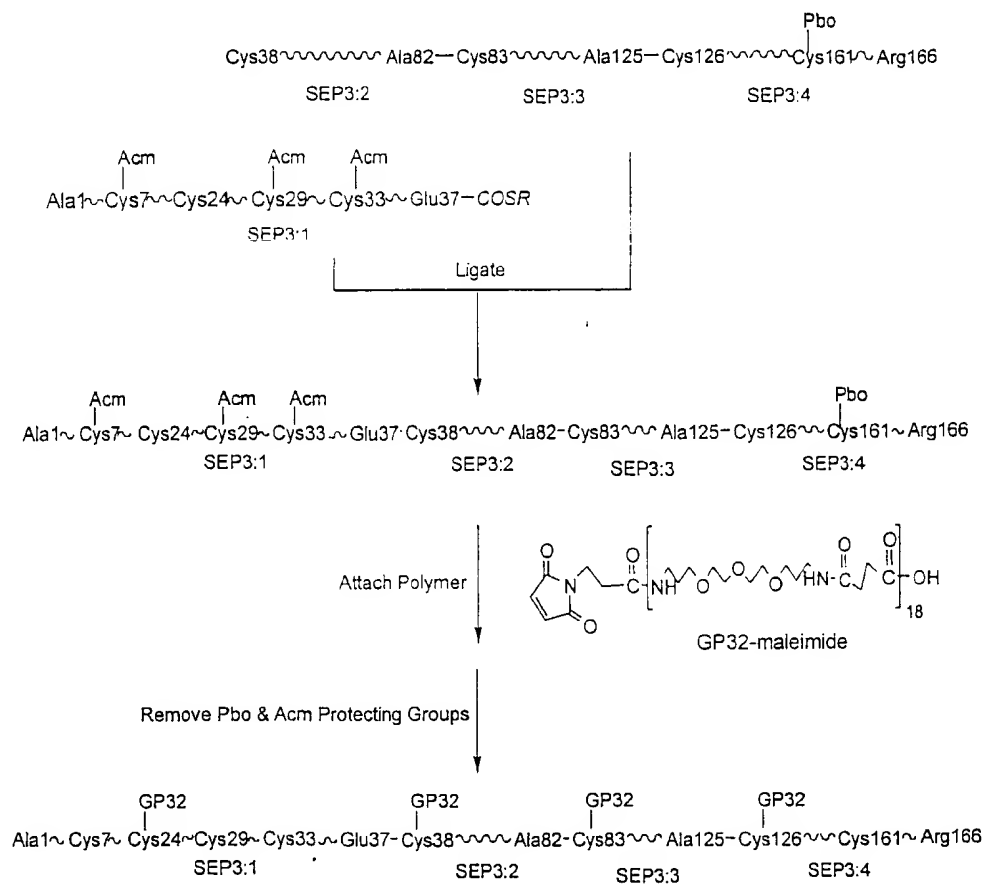 Pbo
Cys38 Ala82—Cys83 Ala125—Cys126 Cys161 Arg166
SEP3:2 SEP3:3 SEP3:4
Acm Acm Acm
Ala1 Cys7 Cys24 Cys29 Cys33 Glu37—COSR
SEP3:1
Ligate
Acm Acm Acm Pbo
Ala1 Cys7 Cys24 Cys29 Cys33 Glu37 Cys38 Ala82—Cys83 Ala125—Cys126 Cys161 Arg166
SEP3:1 SEP3:2 SEP3:3 SEP3:4
Attach Polymer
O O O O
N C NH O O O HN C C OH
O 18
GP32-maleimide
Remove Pbo & Acm Protecting Groups
GP32 GP32 GP32 GP32
Ala1 Cys7 Cys24 Cys29 Cys33 Glu37—Cys38 Ala82—Cys83 Ala125—Cys126 Cys161 Arg166
SEP3:1 SEP3:2 SEP3:3 SEP3:4